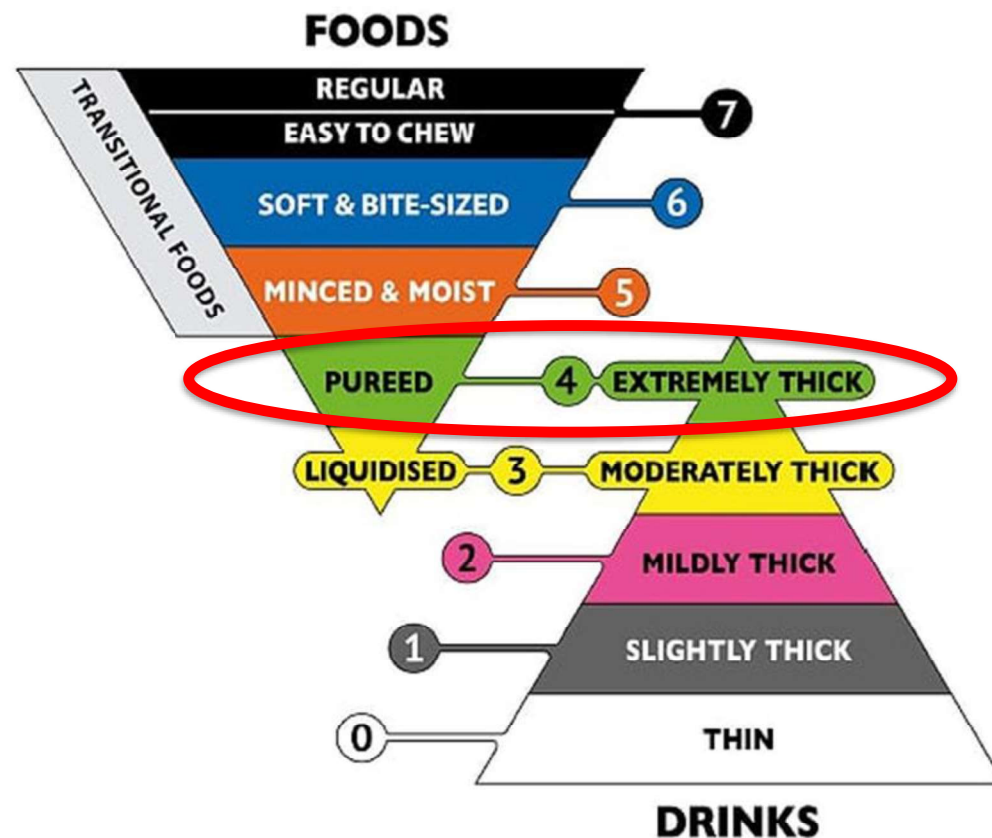 FOODS
REGULAR
7
EASY TO CHEW
TRANSITIONAL FOODS
SOFT & BITE-SIZED
6
MINCED & MOIST
5
PUREED
4
EXTREMELY THICK
LIQUIDISED
3
MODERATELY THICK
2
MILDLY THICK
1
SLIGHTLY THICK
0
THIN
DRINKS